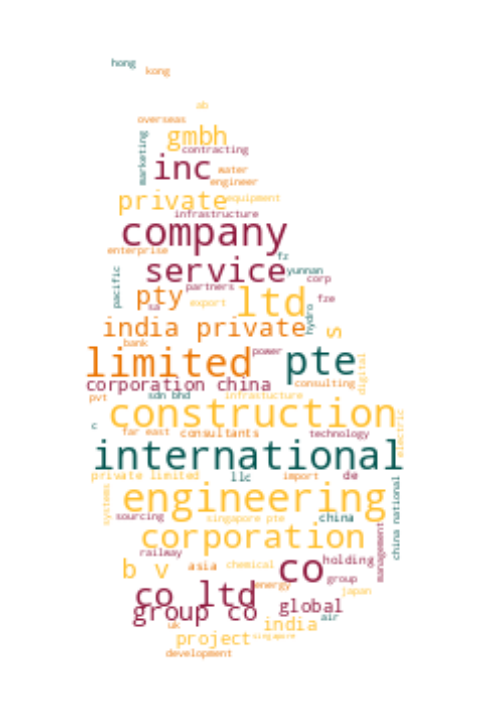 hong
kong
ab
overseas
gmbh
marketing
contracting
inc
water
engineer
private
equipment
infrastructure
company
enterprise
fz
service
yunnan
pacific
partners
corp
pty
sa
export
ltd
fze
hydro
india private
s
bank
power
limited
pte
digital
corporation china
consulting
pvt
sdn bhd
infrastucture
construction
electric
c
far east
consultants
technology
international
private limited
llc
import
de
systems
engineering
china national
sourcing
singapore pte
china
corporation
management
railway
b v
asia
chemical
co
holding
group
energy
japan
co ltd
group co
global
uk
india
air
project
singapore
development